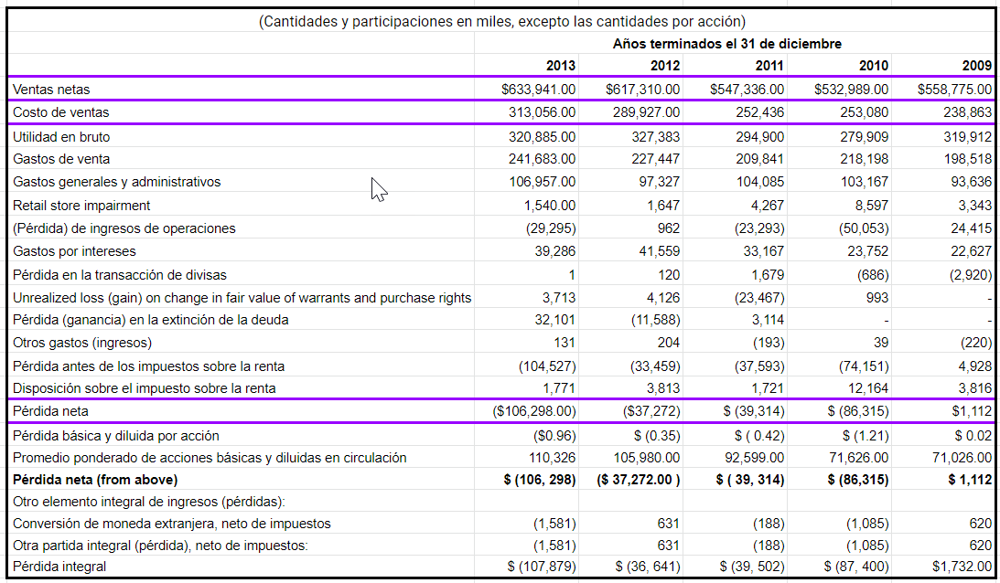 (Cantidades y participaciones en miles, excepto las cantidades por acción)
Años terminados el 31 de diciembre
2013 2012 2011 2010 2009
Ventas netas $633,941.00 $617,310.00 $547,336.00 $532,989.00 $558,775.00
Costo de ventas 313,056.00 289,927.00 252,436 253,080 238,863
Utilidad en bruto 320,885.00 327,383 294,900 279,909 319,912
Gastos de venta 241,683.00 227,447 209,841 218,198 198,518
Gastos generales y administrativos 106,957.00 97,327 104,085 103,167 93,636
Retail store impairment 1,540.00 1,647 4,267 8,597 3,343
(Pérdida) de ingresos de operaciones (29,295) 962 (23,293) (50,053) 24,415
Gastos por intereses 39,286 41,559 33,167 23,752 22,627
Pérdida en la transacción de divisas 1 120 1,679 (686) (2,920)
Unrealized loss (gain) on change in fair value of warrants and purchase rights 3,713 4,126 (23,467) 993 -
Pérdida (ganancia) en la extinción de la deuda 32,101 (11,588) 3,114 - -
Otros gastos (ingresos) 131 204 (193) 39 (220)
Pérdida antes de los impuestos sobre la renta (104,527) (33,459) (37,593) (74,151) 4,928
Disposición sobre el impuesto sobre la renta 1,771 3,813 1,721 12,164 3,816
Pérdida neta ($106,298.00) ($37,272) $ (39,314) $ (86,315) $1,112
Pérdida básica y diluida por acción ($0.96) $ (0.35) $ ( 0.42) $ (1.21) $ 0.02
Promedio ponderado de acciones básicas y diluidas en circulación 110,326 105,980.00 92,599.00 71,626.00 71,026.00
Pérdida neta (from above) $ (106, 298) ($ 37,272.00 ) $ ( 39, 314) $ (86,315) $ 1,112
Otro elemento integral de ingresos (pérdidas):
Conversión de moneda extranjera, neto de impuestos (1,581) 631 (188) (1,085) 620
Otra partida integral (pérdida), neto de impuestos: (1,581) 631 (188) (1,085) 620
Pérdida integral $ (107,879) $ (36, 641) $ (39, 502) $ (87, 400) $1,732.00